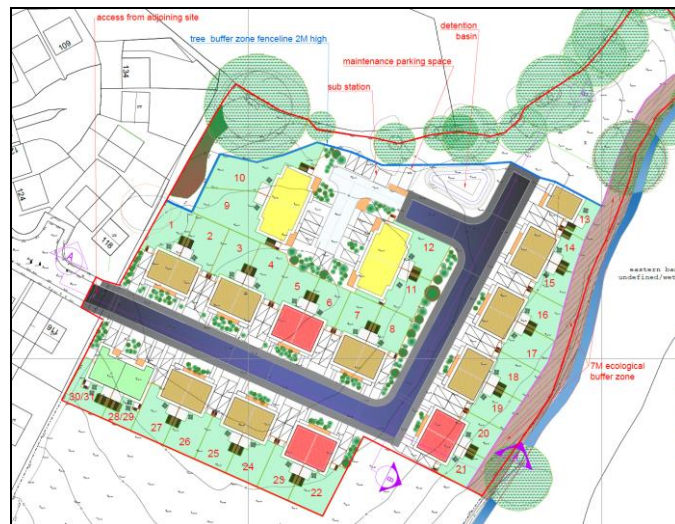 access from adjoining site
tree buffer zone fenceline 2M high
detention
basin
maintenance parking space
sub station
109
134
124
118
116
10
9
1
2
3
4
5
6
7
8
12
11
13
14
15
16
17
18
19
20
21
eastern ba
undefined/wet
7M ecological
buffer zone
30/31
28/29
27
26
25
24
23
22
A
B